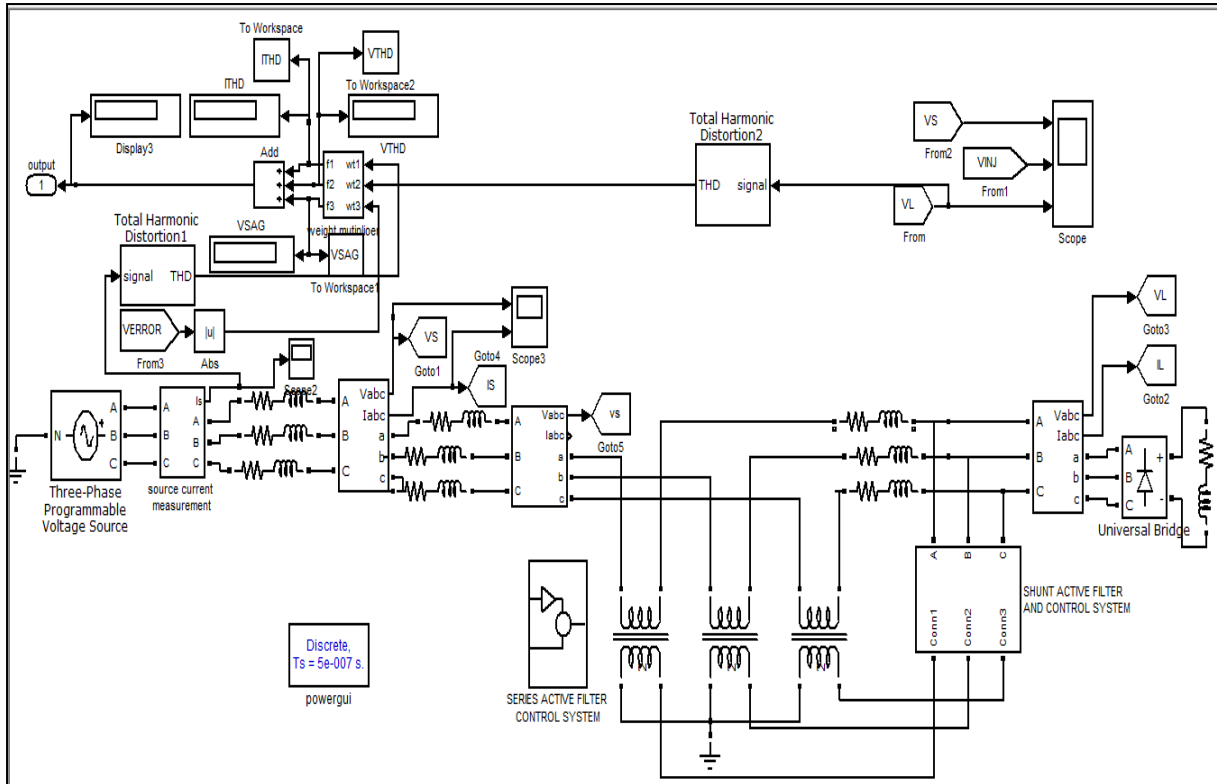 To Workspace
ITHD
VTHD
To Workspace2
ITHD
VTHD
Display3
output
1
Add
+
+
+
f1
f2
f3
wt1
wt2
wt3
weight mutiplioer
Total Harmonic
Distortion2
THD
signal
VS
From2
VINJ
From1
VL
From
Scope
Total Harmonic
Distortion1
signal
THD
VSAG
VSAG
To Workspace1
VERROR
From3
|u|
Abs
Scope2
VS
Goto1
Goto4
IS
Scope3
vs
Goto5
VL
Goto3
IL
Goto2
N
+
A
B
C
Three-Phase
Programmable
Voltage Source
A
B
C
Is
A
B
C
source current
measurement
A
B
C
Vabc
Iabc
a
b
c
A
B
C
Vabc
Iabc
a
b
c
A
B
C
Vabc
Iabc
a
b
c
A
B
C
+
-
Universal Bridge
A
B
C
Conn1
Conn2
Conn3
SHUNT ACTIVE FILTER
AND CONTROL SYSTEM
Discrete,
Ts = 5e-007 s.
powergui
SERIES ACTIVE FILTER
CONTROL SYSTEM